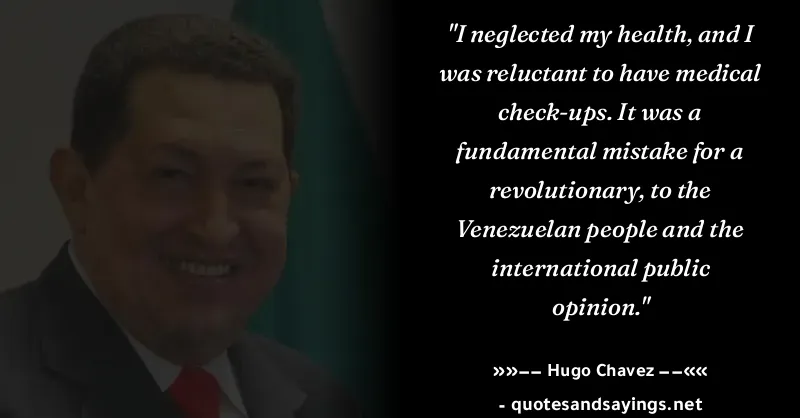 "I neglected my health, and I
was reluctant to have medical
check-ups. It was a
fundamental mistake for a
revolutionary, to the
Venezuelan people and the
international public
opinion."
»»−− Hugo Chavez −−««
- quotesandsayings.net